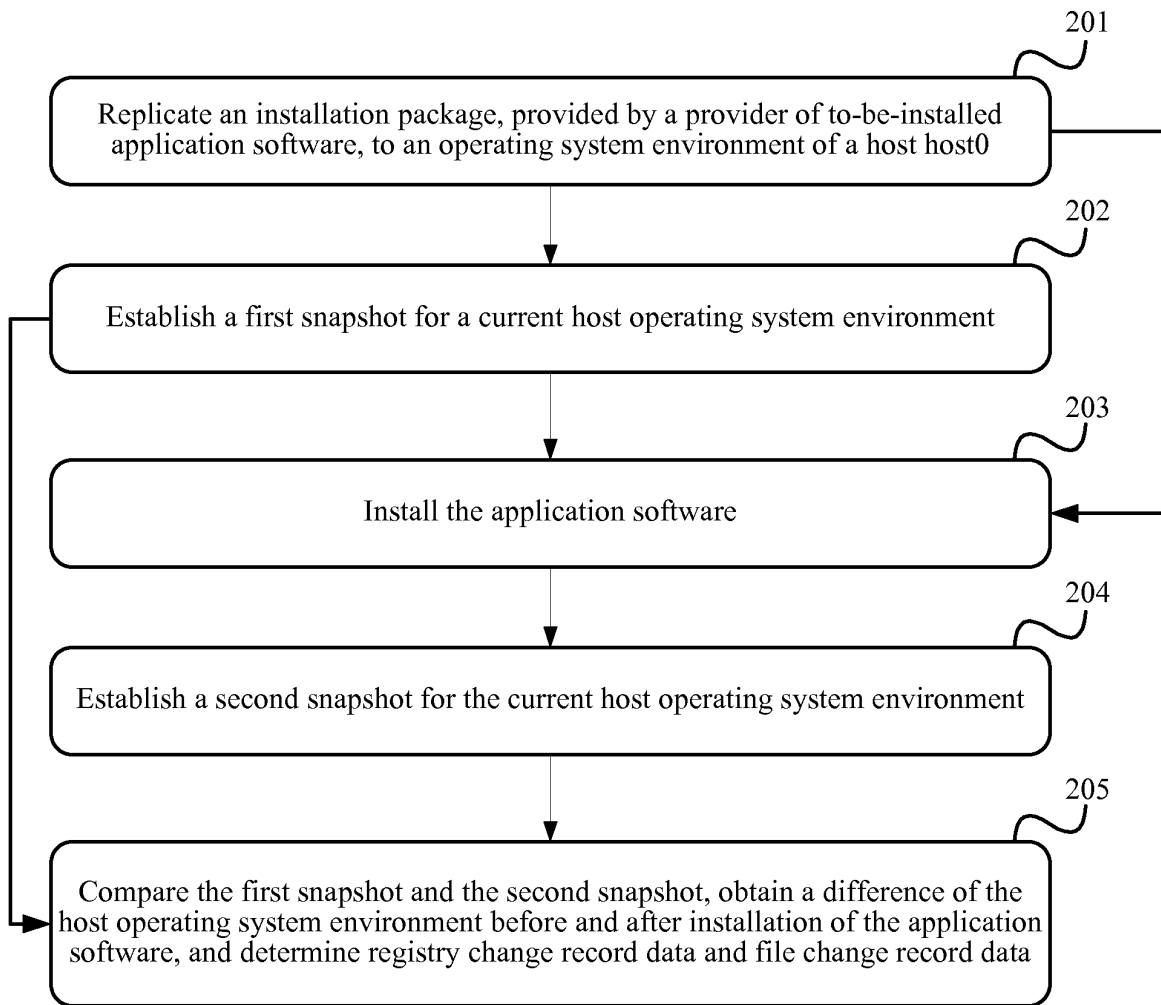 201
Replicate an installation package, provided by a provider of to-be-installed
application software, to an operating system environment of a host host0
202
Establish a first snapshot for a current host operating system environment
203
Install the application software
204
Establish a second snapshot for the current host operating system environment
205
Compare the first snapshot and the second snapshot, obtain a difference of the
host operating system environment before and after installation of the application
software, and determine registry change record data and file change record data